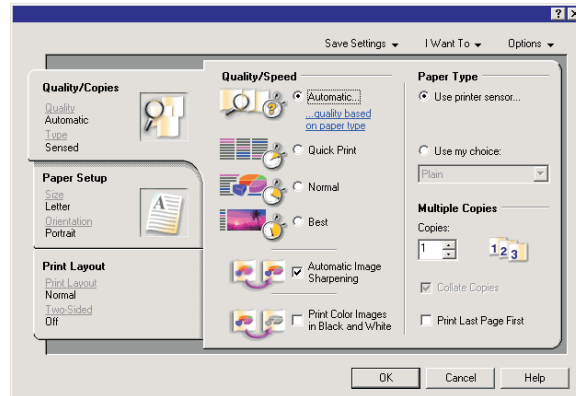 Save Settings
I Want To
Options
Quality/Copies
Quality
Automatic
Type
Sensed
Paper Setup
Size
Letter
Orientation
Portrait
Print Layout
Print Layout
Normal
Two-Sided
Off
Quality/Speed
Automatic...
...quality based
on paper type
Quick Print
Normal
Best
Automatic Image
Sharpening
Print Color Images
in Black and White
Paper Type
Use printer sensor...
Use my choice:
Plain
Multiple Copies
Copies:
1
1 2 3
Collate Copies
Print Last Page First
OK
Cancel
Help